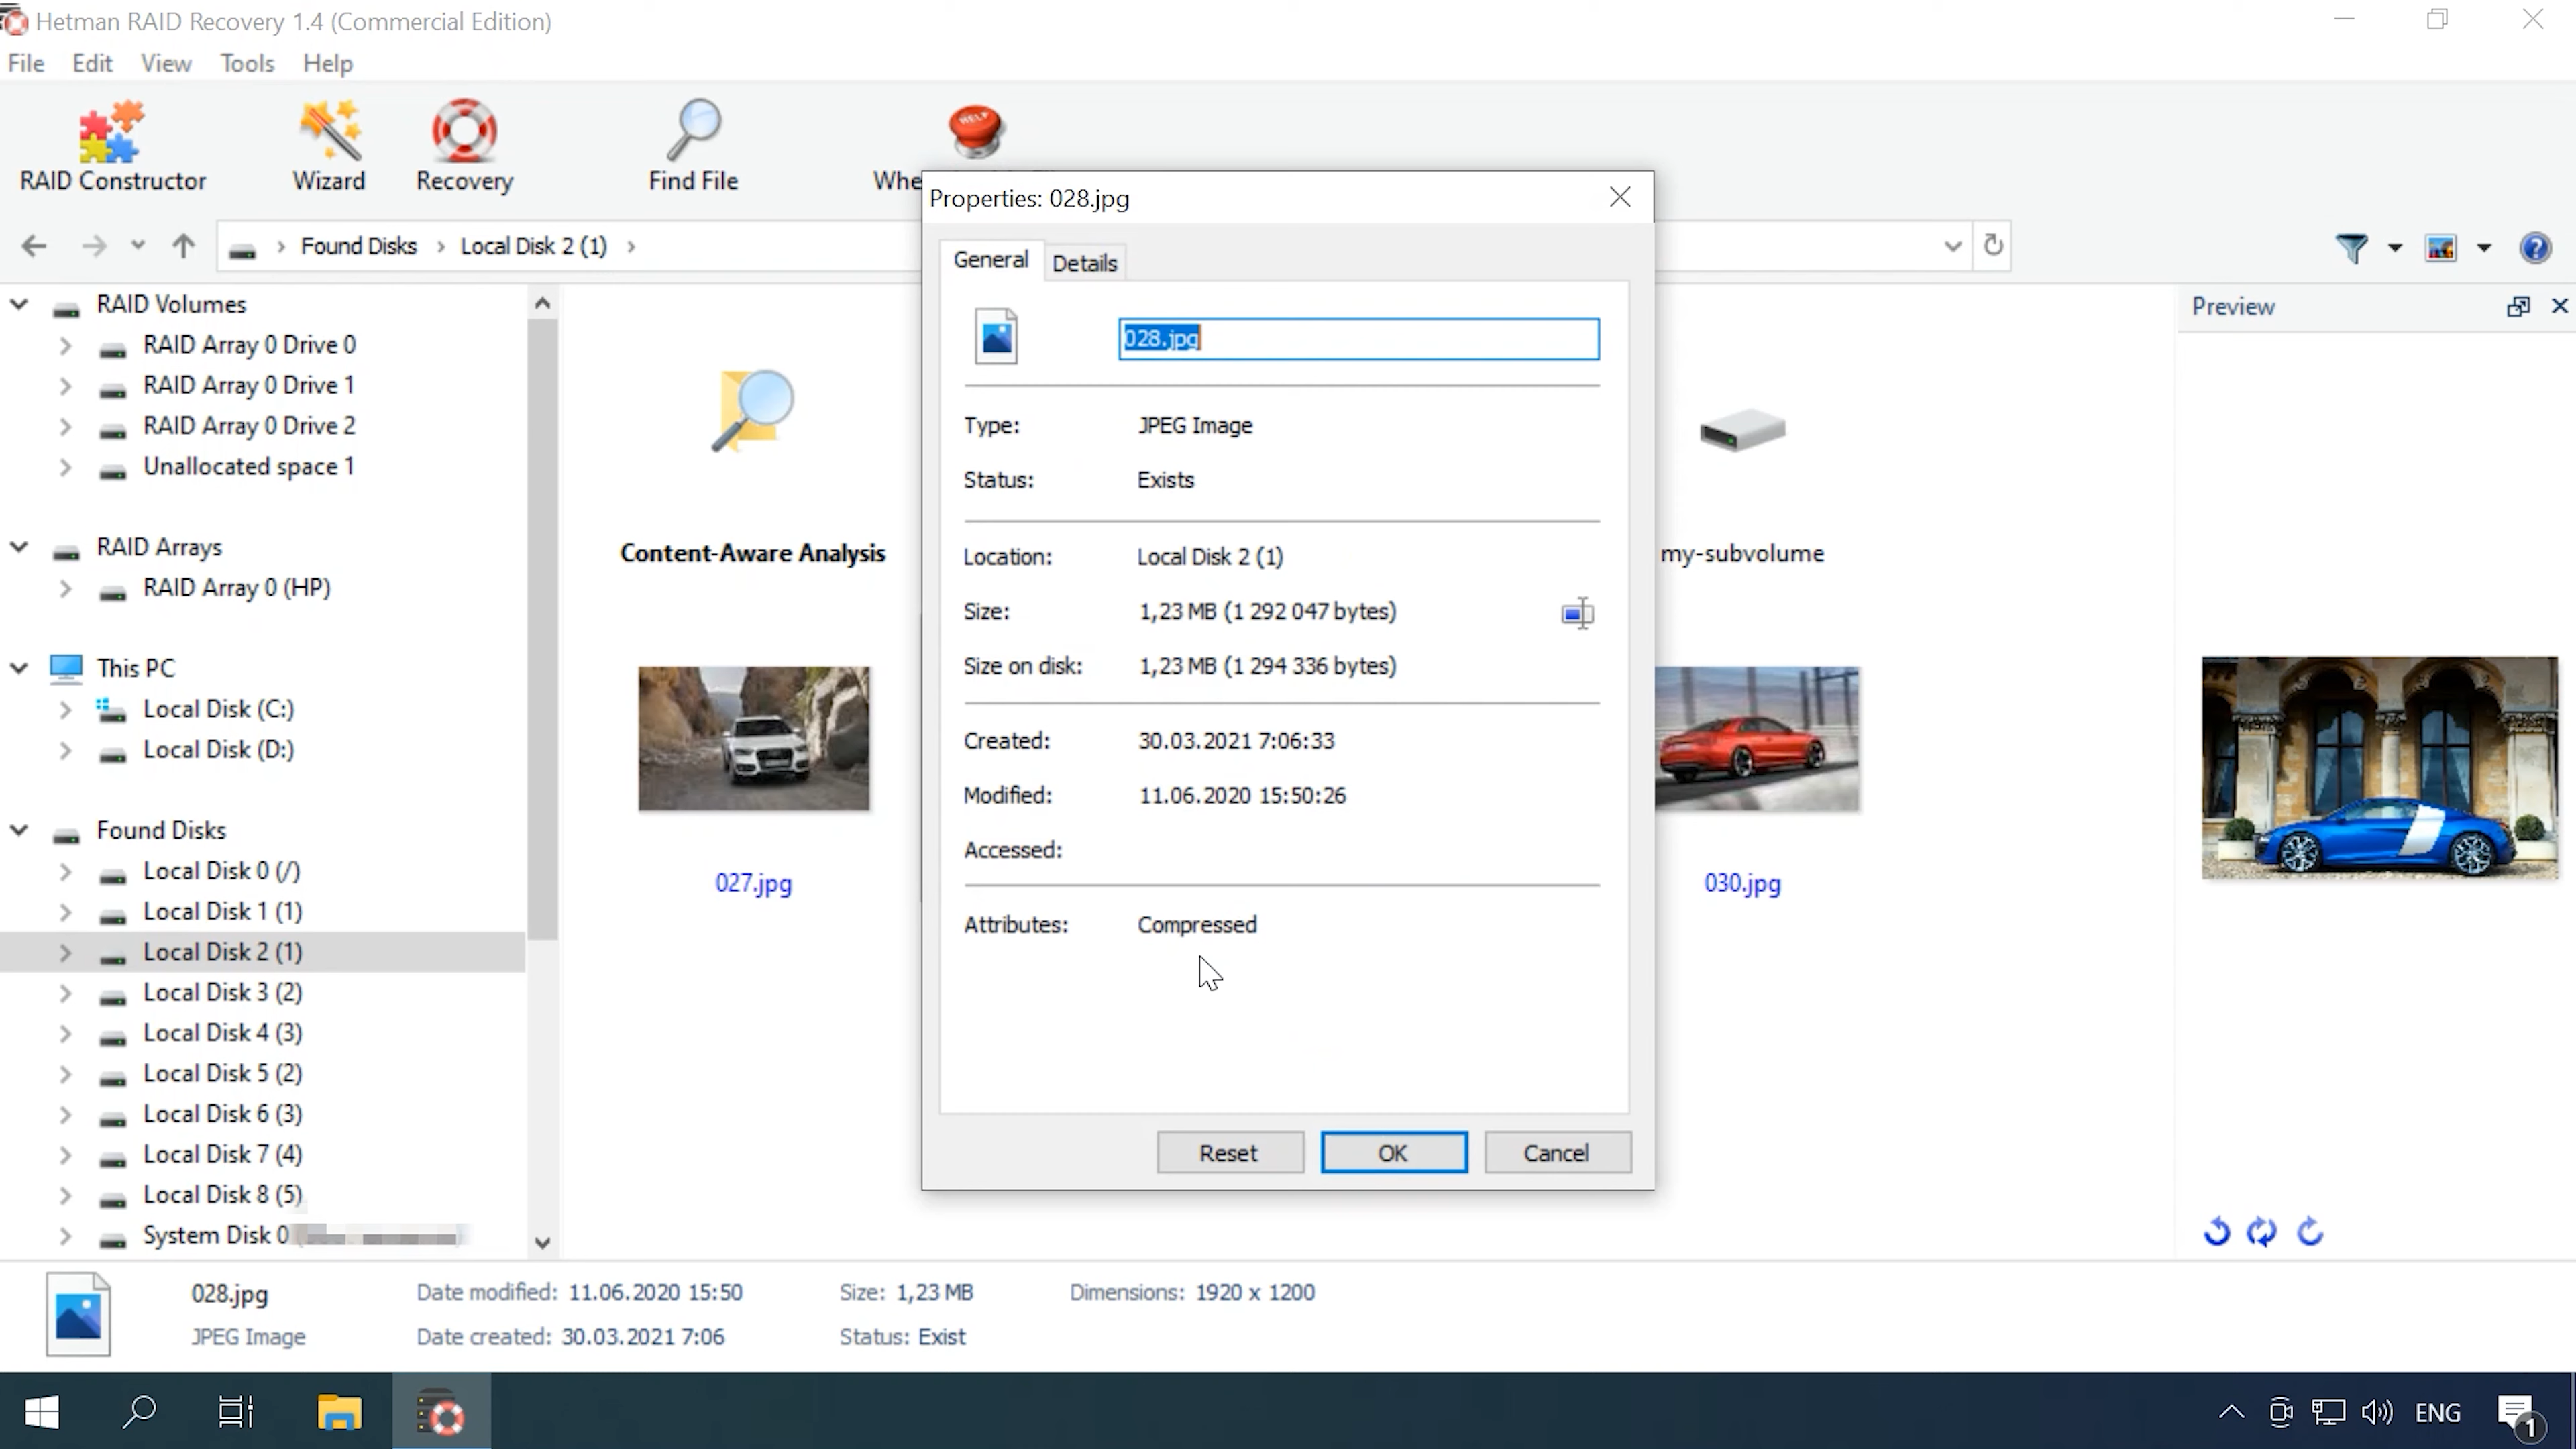 Hetman RAID Recovery 1.4 (Commercial Edition)
File Edit View Tools Help
HELP
RAID Constructor Wizard Recovery Find File Whe
Found Disks Local Disk 2 (1)
Properties: 028.jpg
General Details
028.jpg
Type: JPEG Image
Status: Exists
Location: Local Disk 2 (1)
Size: 1,23 MB (1 292 047 bytes)
Size on disk: 1,23 MB (1 294 336 bytes)
Created: 30.03.2021 7:06:33
Modified: 11.06.2020 15:50:26
Accessed:
Attributes: Compressed
Reset OK Cancel
RAID Volumes
RAID Array 0 Drive 0
RAID Array 0 Drive 1
RAID Array 0 Drive 2
Unallocated space 1
RAID Arrays
RAID Array 0 (HP)
This PC
Local Disk (C:)
Local Disk (D:)
Found Disks
Local Disk 0 (/)
Local Disk 1 (1)
Local Disk 2 (1)
Local Disk 3 (2)
Local Disk 4 (3)
Local Disk 5 (2)
Local Disk 6 (3)
Local Disk 7 (4)
Local Disk 8 (5)
System Disk 0
Content-Aware Analysis
my-subvolume
027.jpg
030.jpg
Preview
028.jpg Date modified: 11.06.2020 15:50 Size: 1,23 MB Dimensions: 1920 x 1200
JPEG Image Date created: 30.03.2021 7:06 Status: Exist
ENG
1